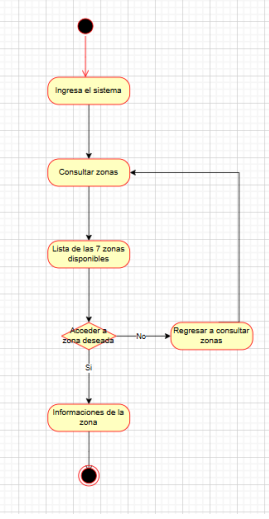 Ingresa el sistema
Consultar zonas
Lista de las 7 zonas
disponibles
Acceder a
zona deseada
No
Regresar a consultar
zonas
Si
Informaciones de la
zona